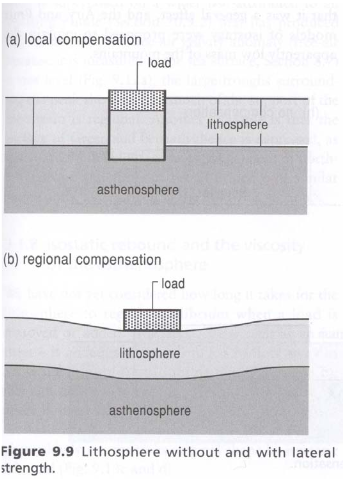 (a) local compensation
load
lithosphere
asthenosphere
(b) regional compensation
load
lithosphere
asthenosphere
Figure 9.9 Lithosphere without and with lateral
strength.